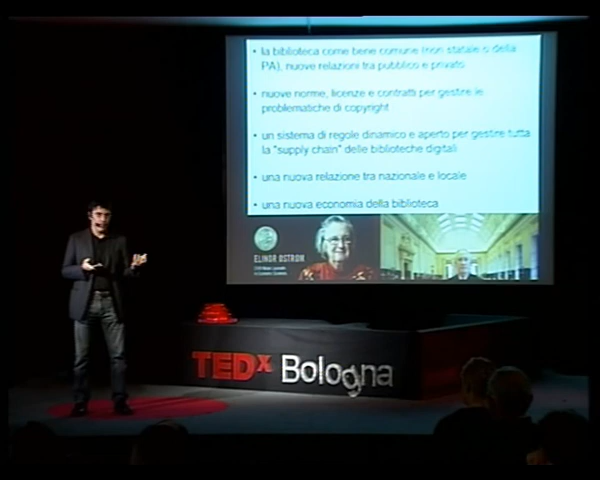 • la biblioteca come bene comune (non statale o della
PA), nuove relazioni tra pubblico e privato
• nuove norme, licenze e contratti per gestire le
problematiche di copyright
• un sistema di regole dinamico e aperto per gestire tutta
la "supply chain" delle biblioteche digitali
• una nuova relazione tra nazionale e locale
• una nuova economia della biblioteca
ELINOR OSTROM
TEDx Bologna